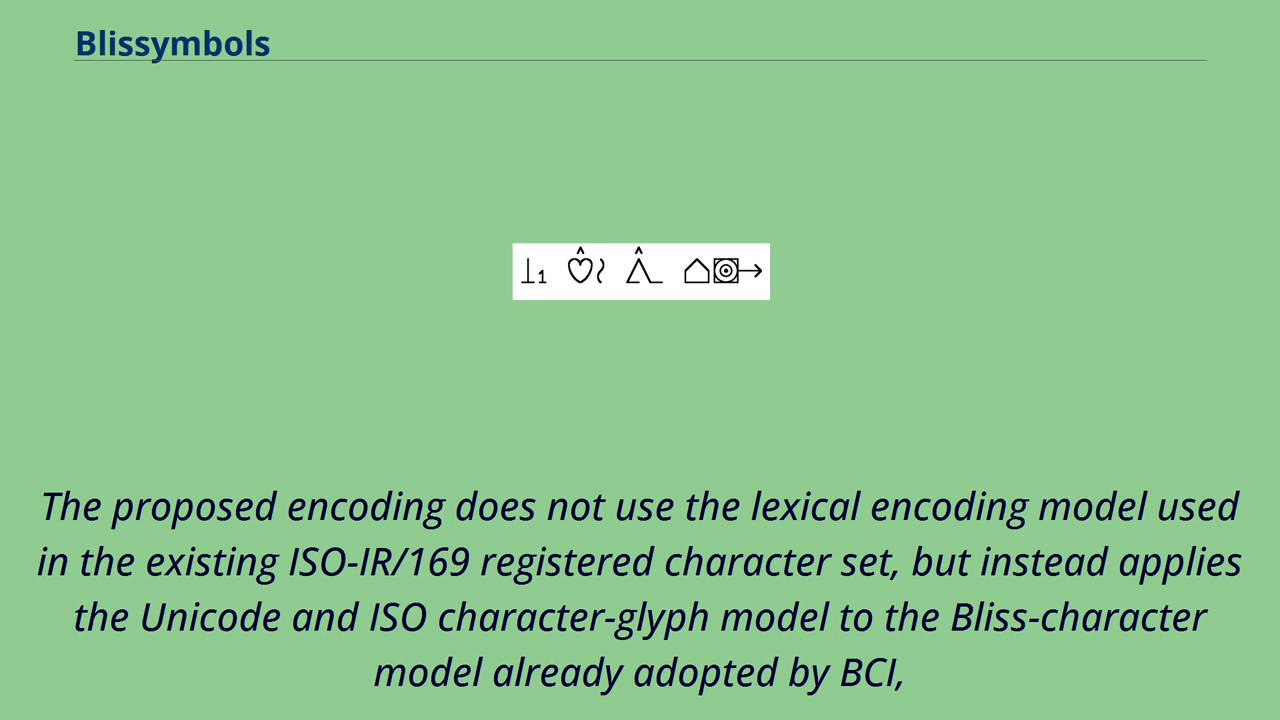 Blissymbols
The proposed encoding does not use the lexical encoding model used
in the existing ISO-IR/169 registered character set, but instead applies
the Unicode and ISO character-glyph model to the Bliss-character
model already adopted by BCI,